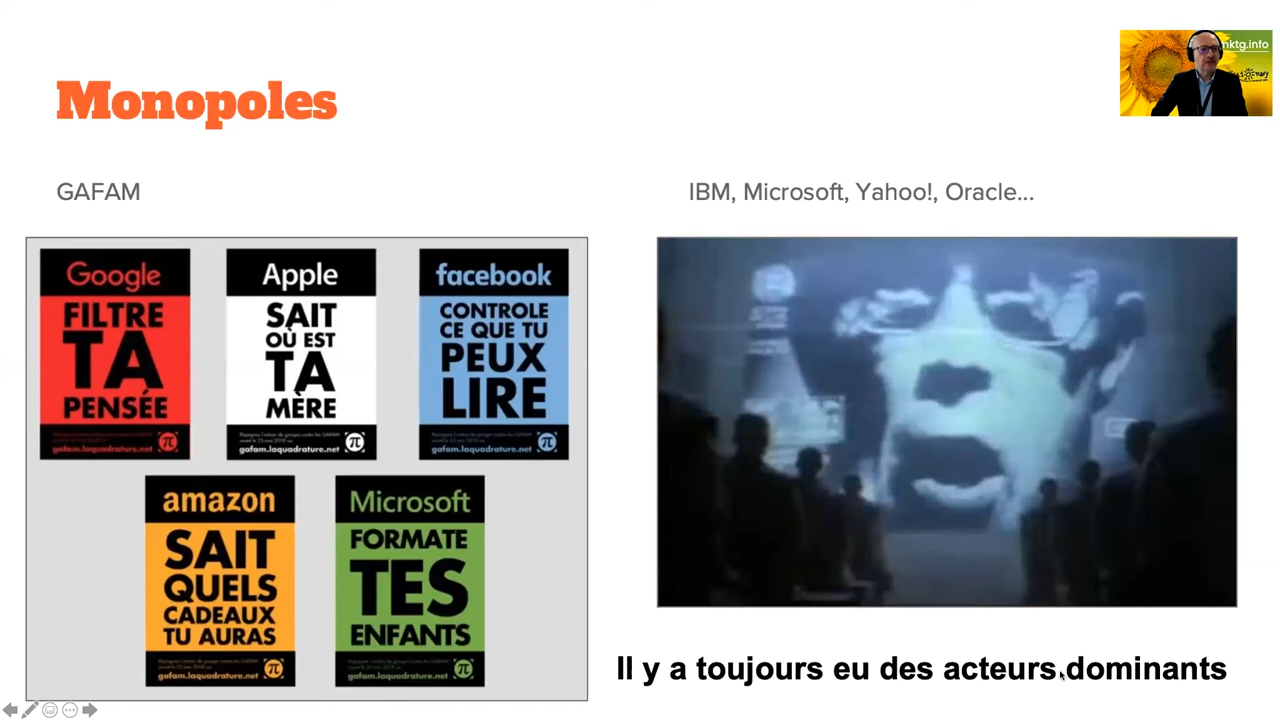 nktg.info
Monopoles
GAFAM
IBM, Microsoft, Yahoo!, Oracle...
Google
FILTRE
TA
PENSÉE
gafam.laquadrature.net
Apple
SAIT
OÙ EST
TA
MÈRE
gafam.laquadrature.net
facebook
CONTROLE
CE QUE TU
PEUX
LIRE
gafam.laquadrature.net
amazon
SAIT
QUELS
CADEAUX
TU AURAS
gafam.laquadrature.net
Microsoft
FORMATE
TES
ENFANTS
gafam.laquadrature.net
Il y a toujours eu des acteurs dominants